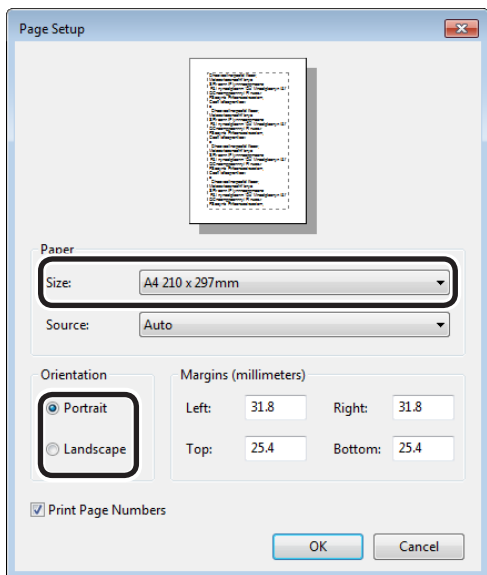 Page Setup
Paper
Size: A4 210 x 297mm
Source: Auto
Orientation Margins (millimeters)
Portrait Left: 31.8 Right: 31.8
Landscape Top: 25.4 Bottom: 25.4
Print Page Numbers
OK Cancel